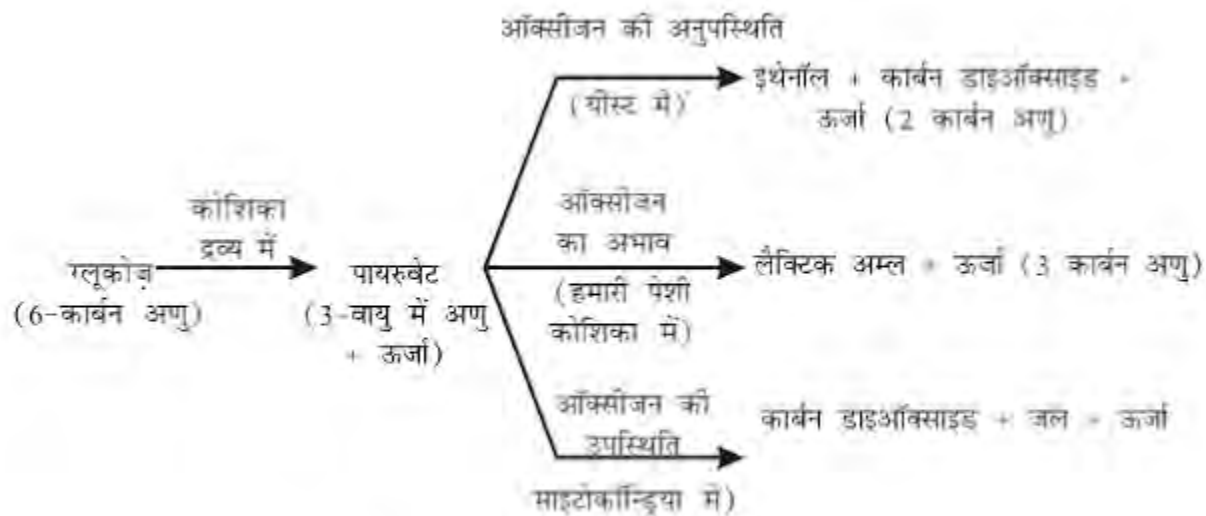 ऑक्सीजन की अनुपस्थिति
(यीस्ट में)
इथेनॉल + कार्बन डाइऑक्साइड +
ऊर्जा (2 कार्बन अणु)
कोशिका
द्रव्य में
ग्लूकोज़
(6-कार्बन अणु)
पायरुबेट
(3-वायु में अणु
+ ऊर्जा)
ऑक्सीजन
का अभाव
(हमारी पेशी
कोशिका में)
लैक्टिक अम्ल + ऊर्जा (3 कार्बन अणु)
ऑक्सीजन की
उपस्थिति
माइटोकॉन्ड्रिया में)
कार्बन डाइऑक्साइड + जल + ऊर्जा